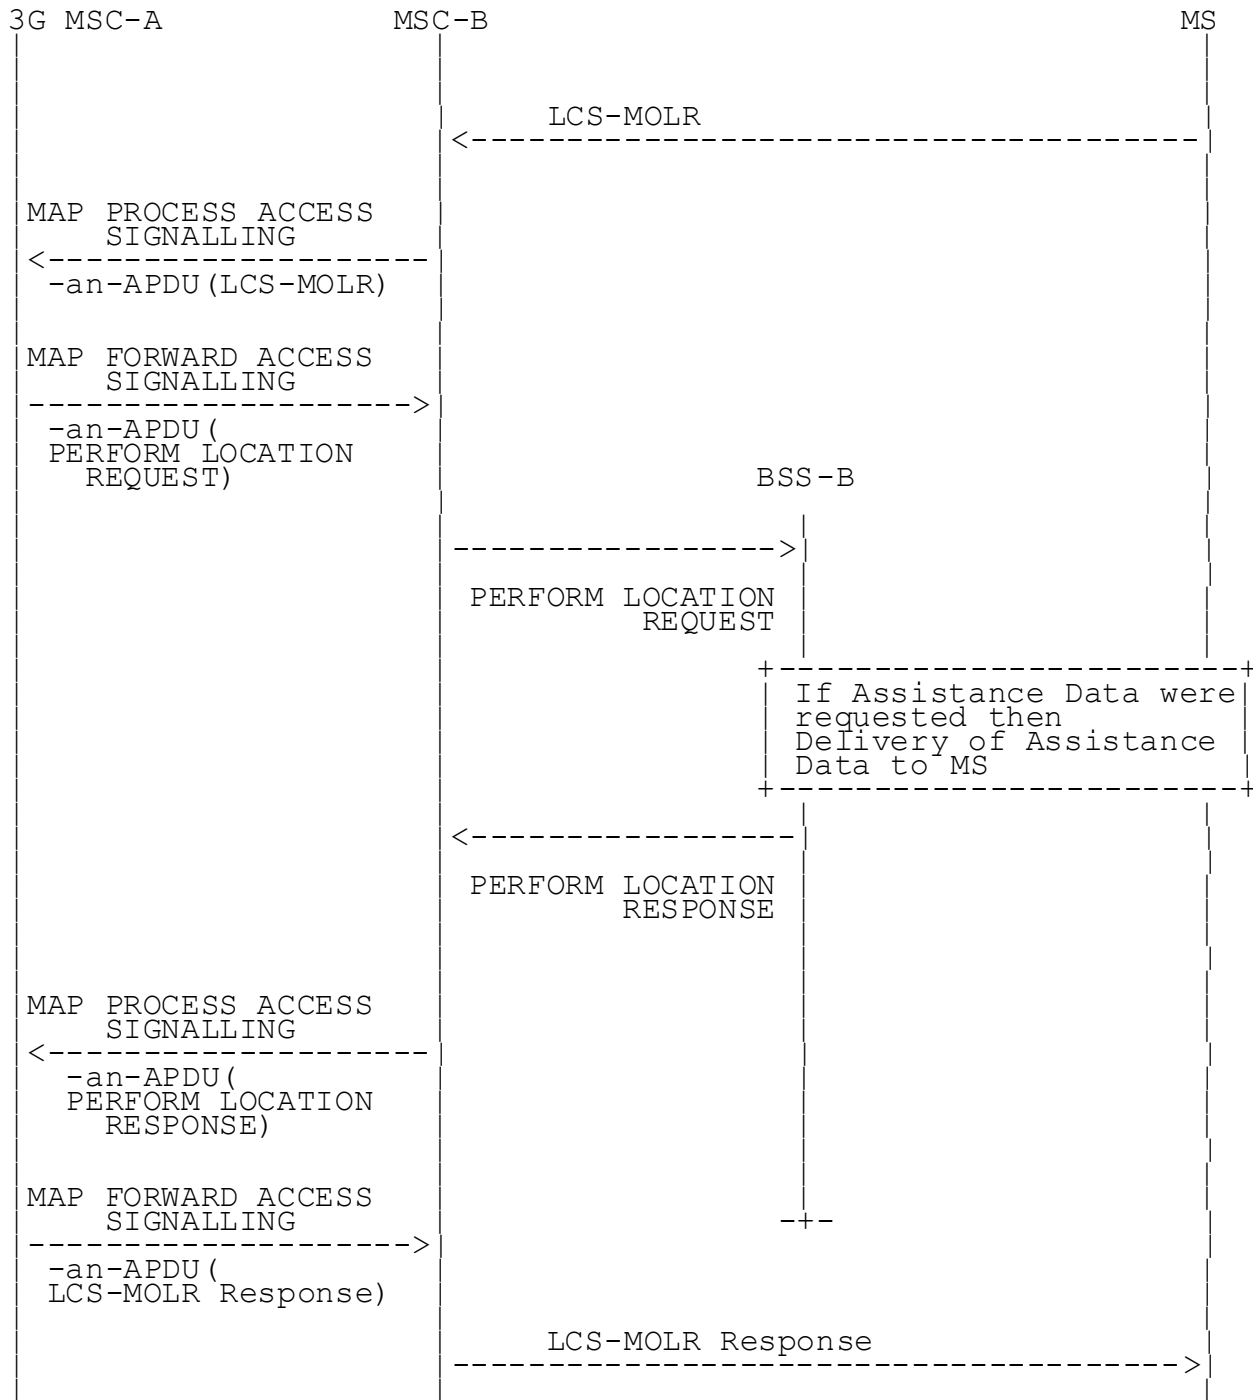 3G MSC-A MSC-B MS
LCS-MOLR
MAP PROCESS ACCESS
SIGNALLING
-an-APDU(LCS-MOLR)
MAP FORWARD ACCESS
SIGNALLING
-an-APDU(
PERFORM LOCATION
REQUEST)
BSS-B
PERFORM LOCATION
REQUEST
If Assistance Data were
requested then
Delivery of Assistance
Data to MS
PERFORM LOCATION
RESPONSE
MAP PROCESS ACCESS
SIGNALLING
-an-APDU(
PERFORM LOCATION
RESPONSE)
MAP FORWARD ACCESS
SIGNALLING
-an-APDU(
LCS-MOLR Response)
LCS-MOLR Response